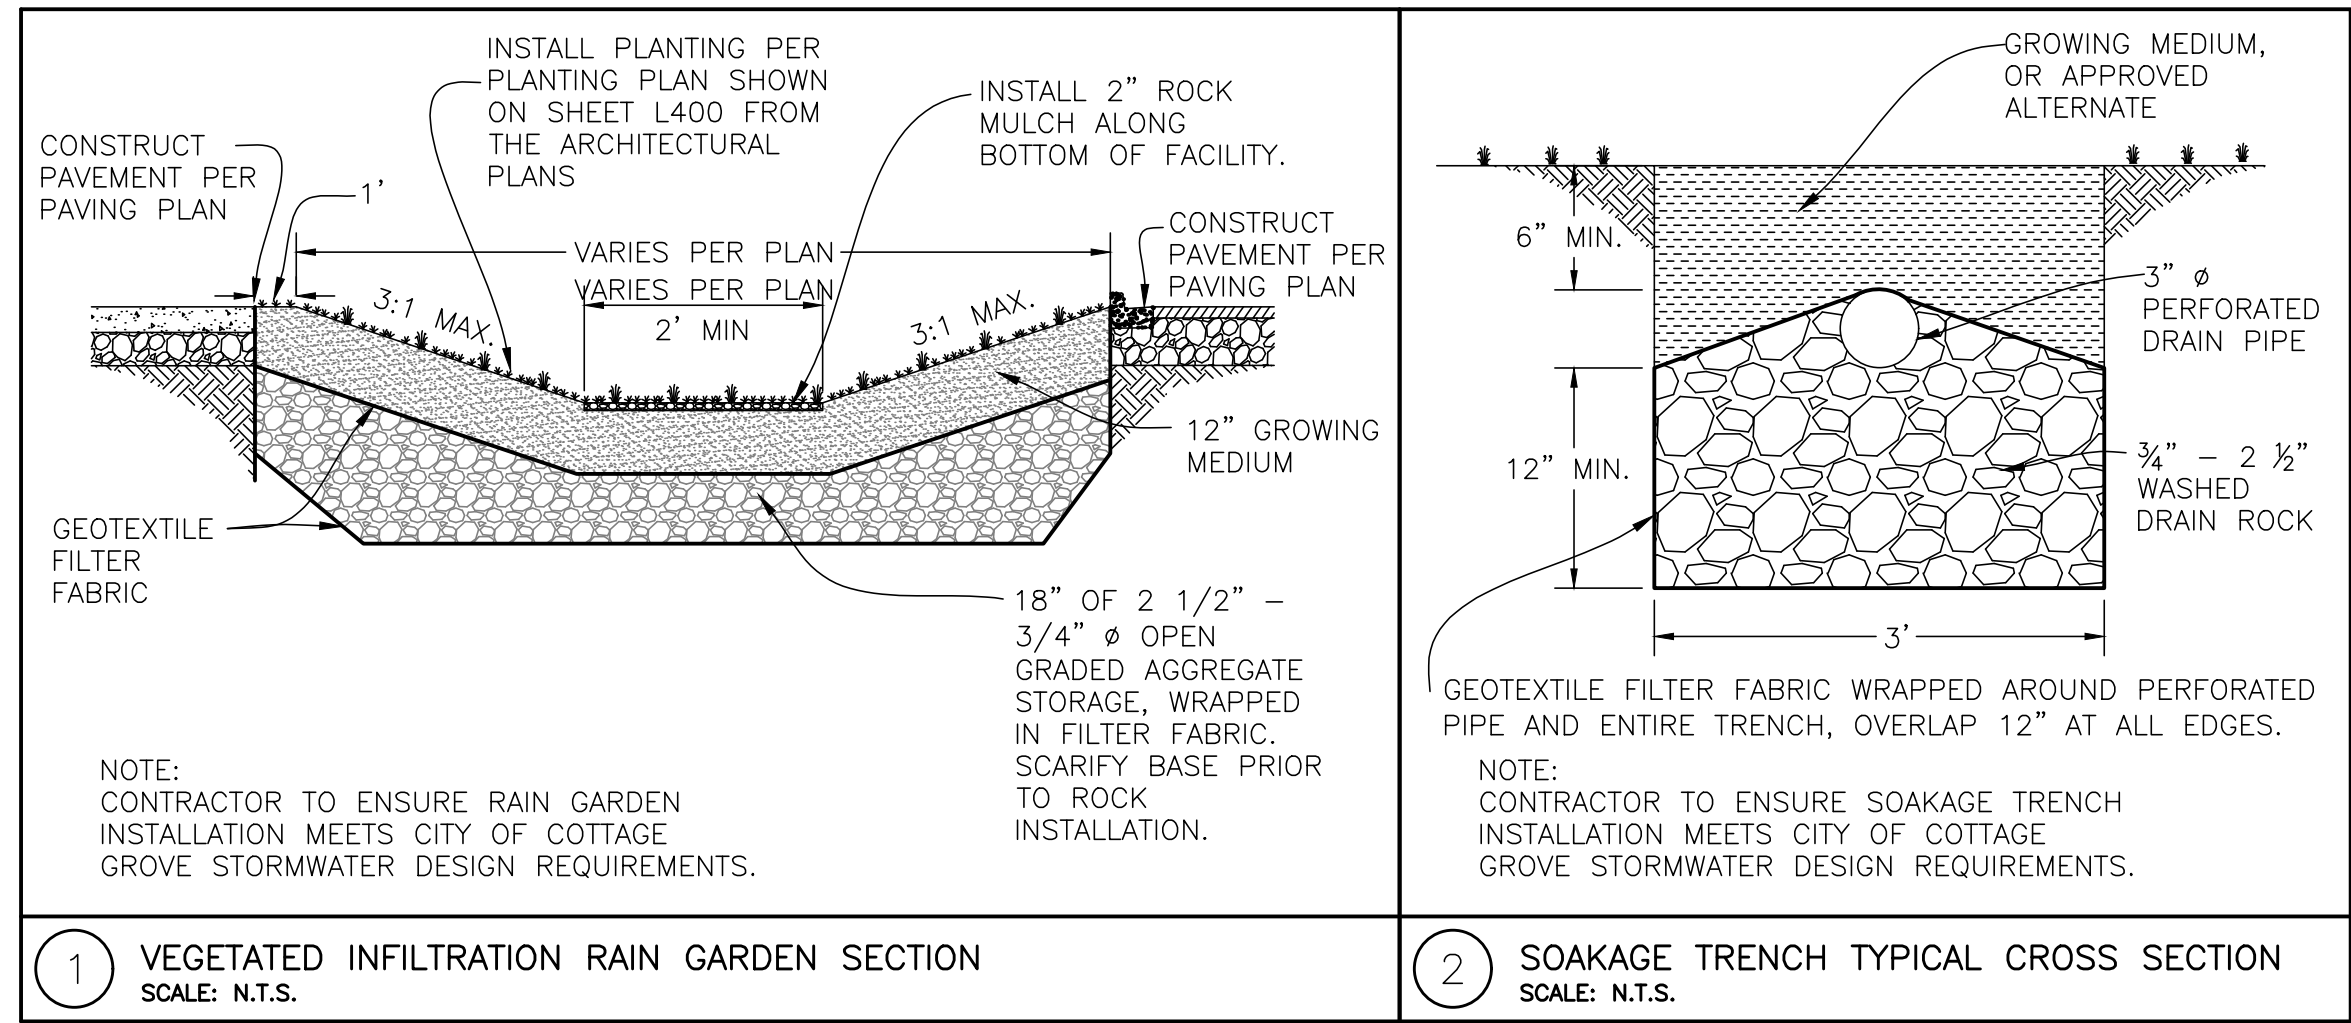 INSTALL PLANTING PER
PLANTING PLAN SHOWN
ON SHEET L400 FROM
THE ARCHITECTURAL
PLANS
INSTALL 2” ROCK
MULCH ALONG
BOTTOM OF FACILITY.
CONSTRUCT
PAVEMENT PER
PAVING PLAN
1’
CONSTRUCT
PAVEMENT PER
PAVING PLAN
VARIES PER PLAN
VARIES PER PLAN
2’ MIN
3:1 MAX.
3:1 MAX.
12” GROWING
MEDIUM
GEOTEXTILE
FILTER
FABRIC
18” OF 2 1/2” –
3/4” ø OPEN
GRADED AGGREGATE
STORAGE, WRAPPED
IN FILTER FABRIC.
SCARIFY BASE PRIOR
TO ROCK
INSTALLATION.
NOTE:
CONTRACTOR TO ENSURE RAIN GARDEN
INSTALLATION MEETS CITY OF COTTAGE
GROVE STORMWATER DESIGN REQUIREMENTS.
1
VEGETATED INFILTRATION RAIN GARDEN SECTION
SCALE: N.T.S.
GROWING MEDIUM,
OR APPROVED
ALTERNATE
6” MIN.
3” ø
PERFORATED
DRAIN PIPE
12” MIN.
¾” – 2 ½”
WASHED
DRAIN ROCK
3’
GEOTEXTILE FILTER FABRIC WRAPPED AROUND PERFORATED
PIPE AND ENTIRE TRENCH, OVERLAP 12” AT ALL EDGES.
NOTE:
CONTRACTOR TO ENSURE SOAKAGE TRENCH
INSTALLATION MEETS CITY OF COTTAGE
GROVE STORMWATER DESIGN REQUIREMENTS.
2
SOAKAGE TRENCH TYPICAL CROSS SECTION
SCALE: N.T.S.